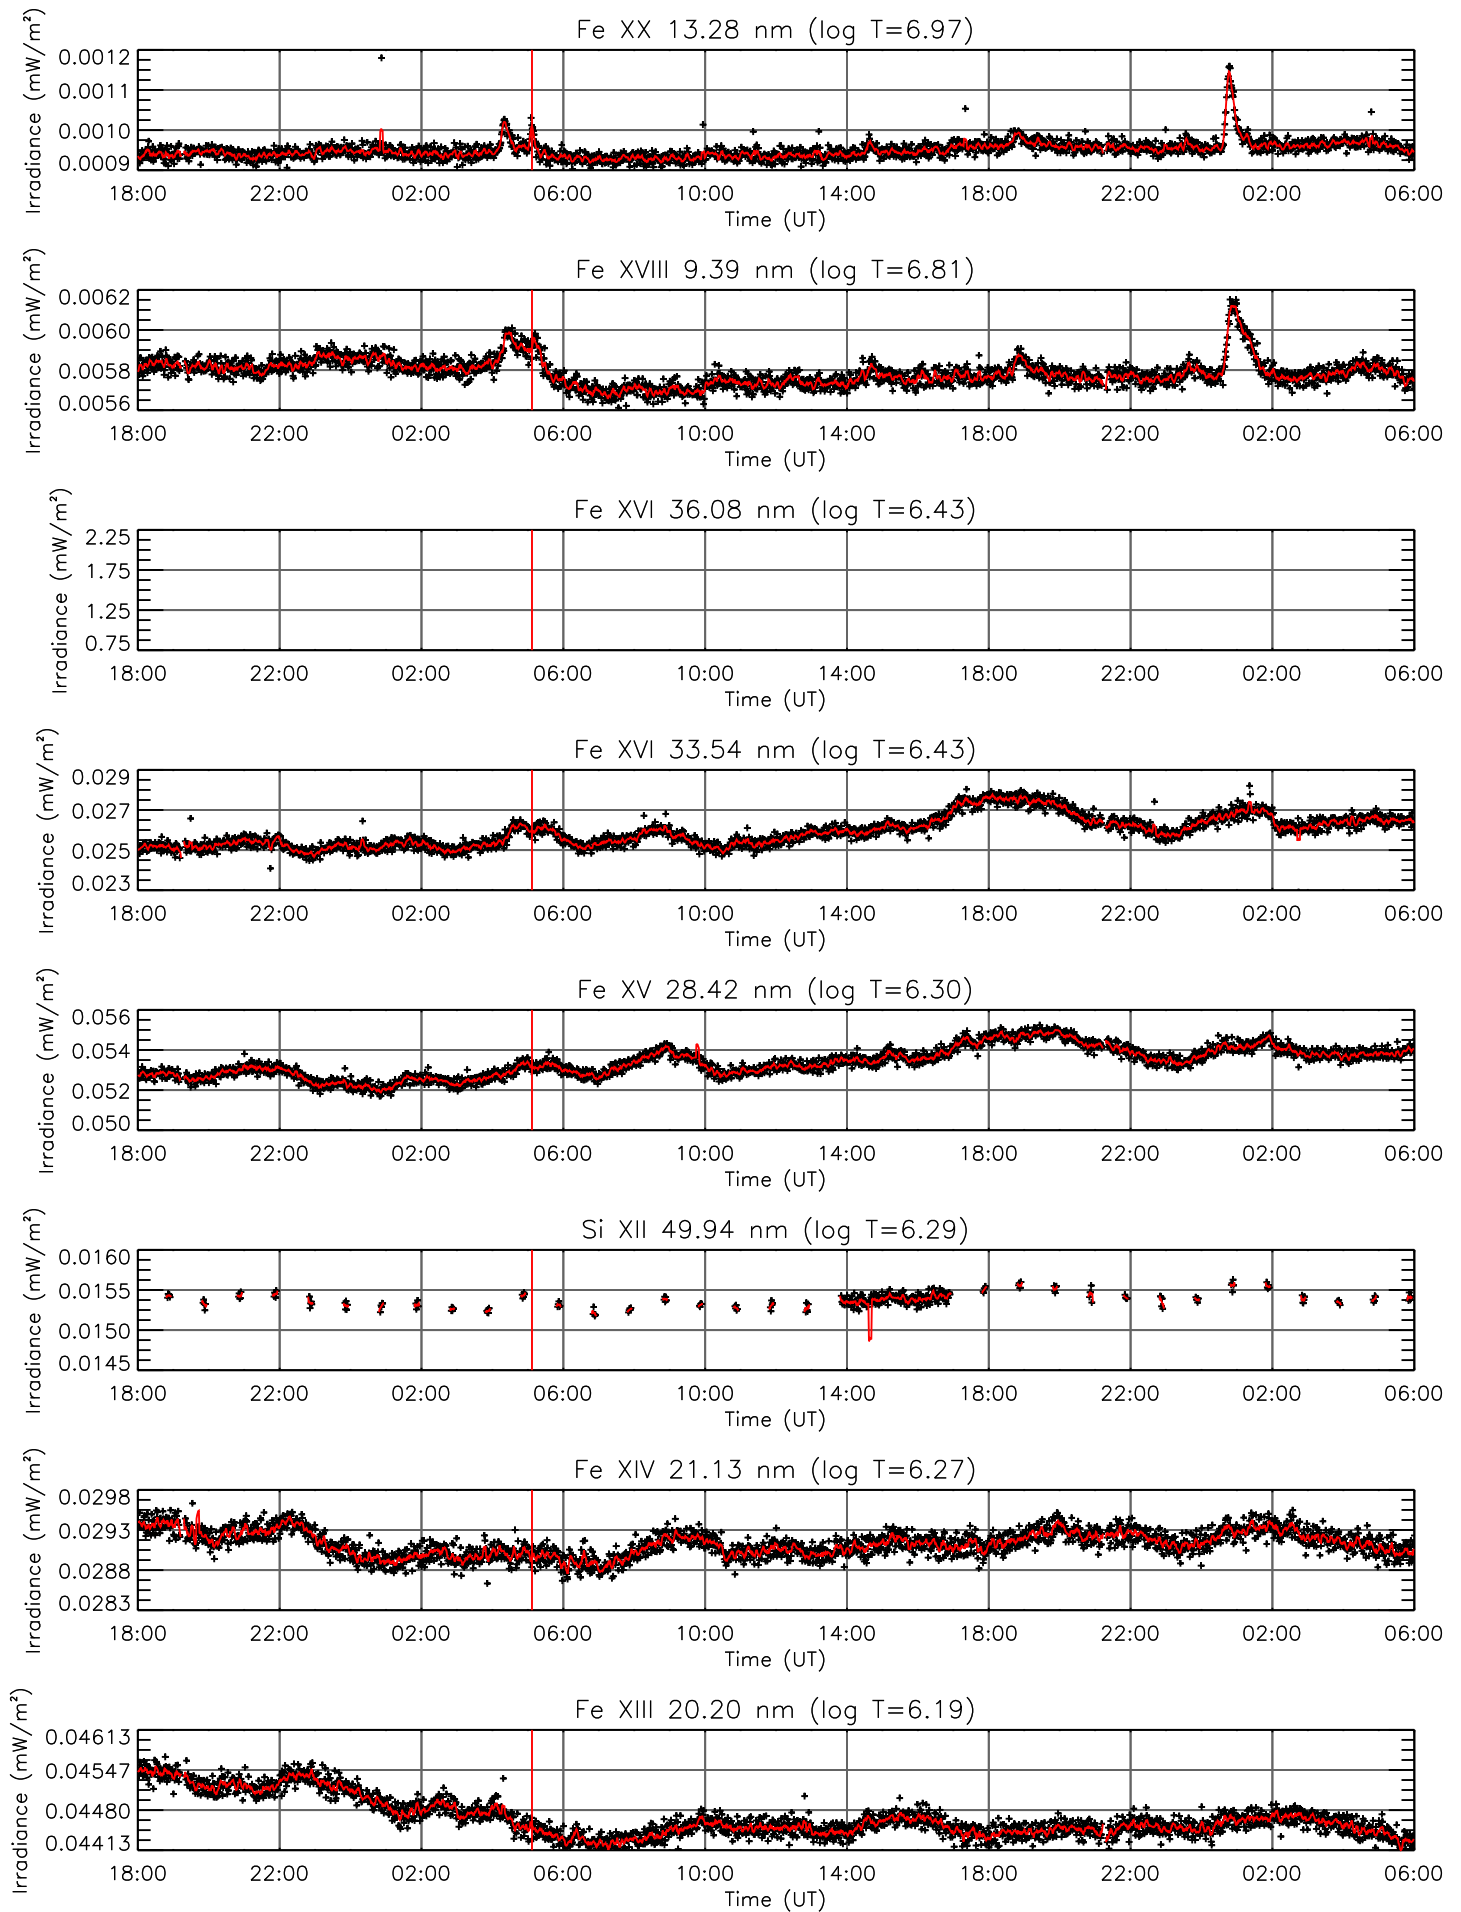 Fe XX 13.28 nm (log T=6.97)
Irradiance (mW/m²)
0.0012
0.0011
0.0010
0.0009
18:00 22:00 02:00 06:00 10:00 14:00 18:00 22:00 02:00 06:00
Time (UT)
Fe XVIII 9.39 nm (log T=6.81)
Irradiance (mW/m²)
0.0062
0.0060
0.0058
0.0056
18:00 22:00 02:00 06:00 10:00 14:00 18:00 22:00 02:00 06:00
Time (UT)
Fe XVI 36.08 nm (log T=6.43)
Irradiance (mW/m²)
2.25
1.75
1.25
0.75
18:00 22:00 02:00 06:00 10:00 14:00 18:00 22:00 02:00 06:00
Time (UT)
Fe XVI 33.54 nm (log T=6.43)
Irradiance (mW/m²)
0.029
0.027
0.025
0.023
18:00 22:00 02:00 06:00 10:00 14:00 18:00 22:00 02:00 06:00
Time (UT)
Fe XV 28.42 nm (log T=6.30)
Irradiance (mW/m²)
0.056
0.054
0.052
0.050
18:00 22:00 02:00 06:00 10:00 14:00 18:00 22:00 02:00 06:00
Time (UT)
Si XII 49.94 nm (log T=6.29)
Irradiance (mW/m²)
0.0160
0.0155
0.0150
0.0145
18:00 22:00 02:00 06:00 10:00 14:00 18:00 22:00 02:00 06:00
Time (UT)
Fe XIV 21.13 nm (log T=6.27)
Irradiance (mW/m²)
0.0298
0.0293
0.0288
0.0283
18:00 22:00 02:00 06:00 10:00 14:00 18:00 22:00 02:00 06:00
Time (UT)
Fe XIII 20.20 nm (log T=6.19)
Irradiance (mW/m²)
0.04613
0.04547
0.04480
0.04413
18:00 22:00 02:00 06:00 10:00 14:00 18:00 22:00 02:00 06:00
Time (UT)